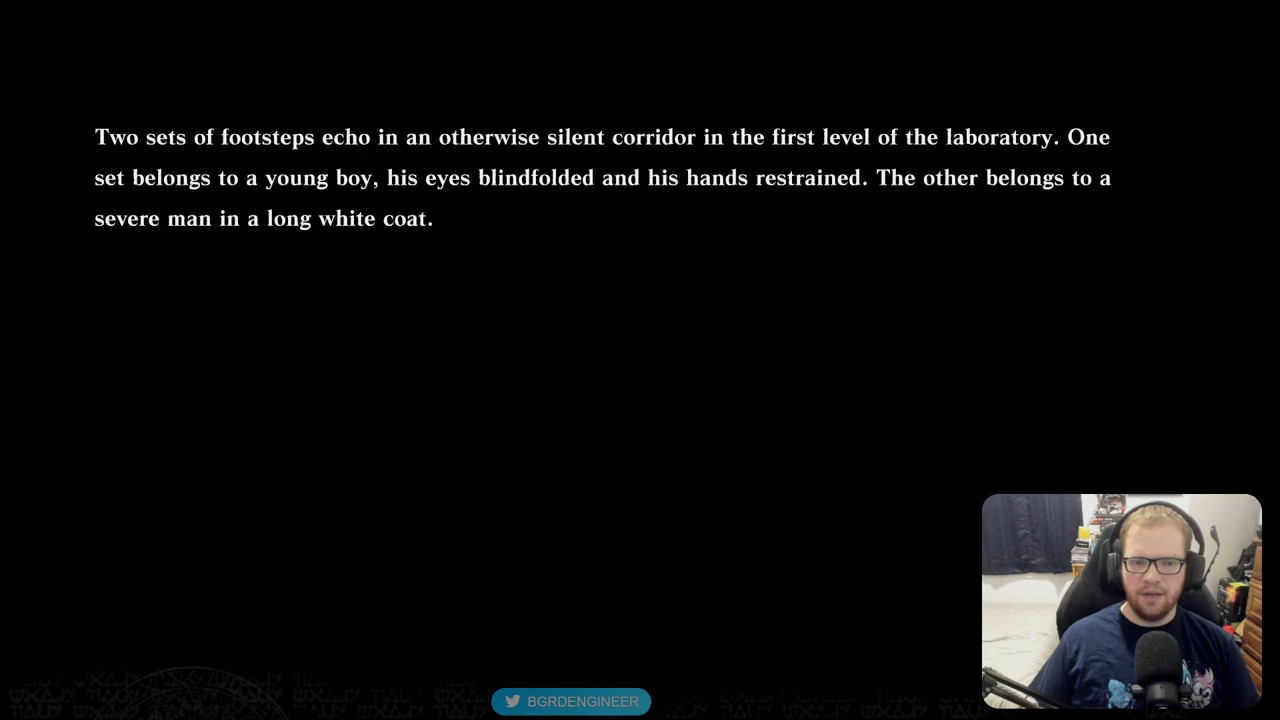 Two sets of footsteps echo in an otherwise silent corridor in the first level of the laboratory. One
set belongs to a young boy, his eyes blindfolded and his hands restrained. The other belongs to a
severe man in a long white coat.
BGRDENGINEER